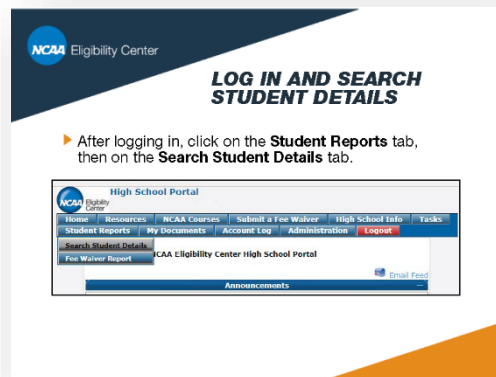 NCAA Eligibility Center
LOG IN AND SEARCH
STUDENT DETAILS
After logging in, click on the Student Reports tab,
then on the Search Student Details tab.
High School Portal
NCAA Eligibility
Center
Home Resources NCAA Courses Submit a Fee Waiver High School Info Tasks
Student Reports My Documents Account Log Administration Logout
Search Student Details
Fee Waiver Report
NCAA Eligibility Center High School Portal
Email Feed
Announcements